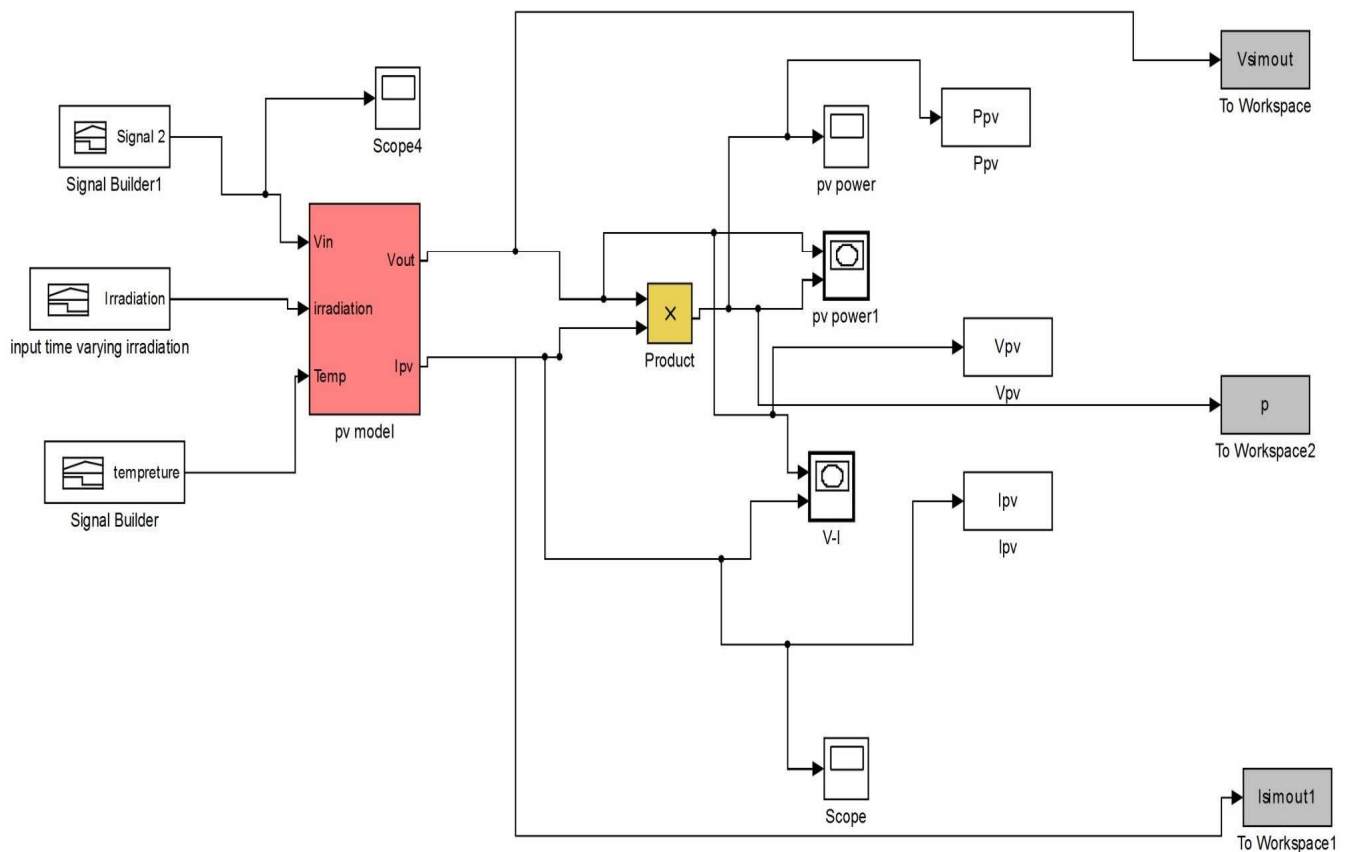 Vsimout
To Workspace
Signal 2
Signal Builder1
Scope4
Ppv
Ppv
pv power
Vin
Vout
Irradiation
input time varying irradiation
irradiation
Ipv
Temp
pv model
X
Product
pv power1
Vpv
Vpv
p
To Workspace2
tempreture
Signal Builder
V-I
Ipv
Ipv
Scope
Isimout1
To Workspace1